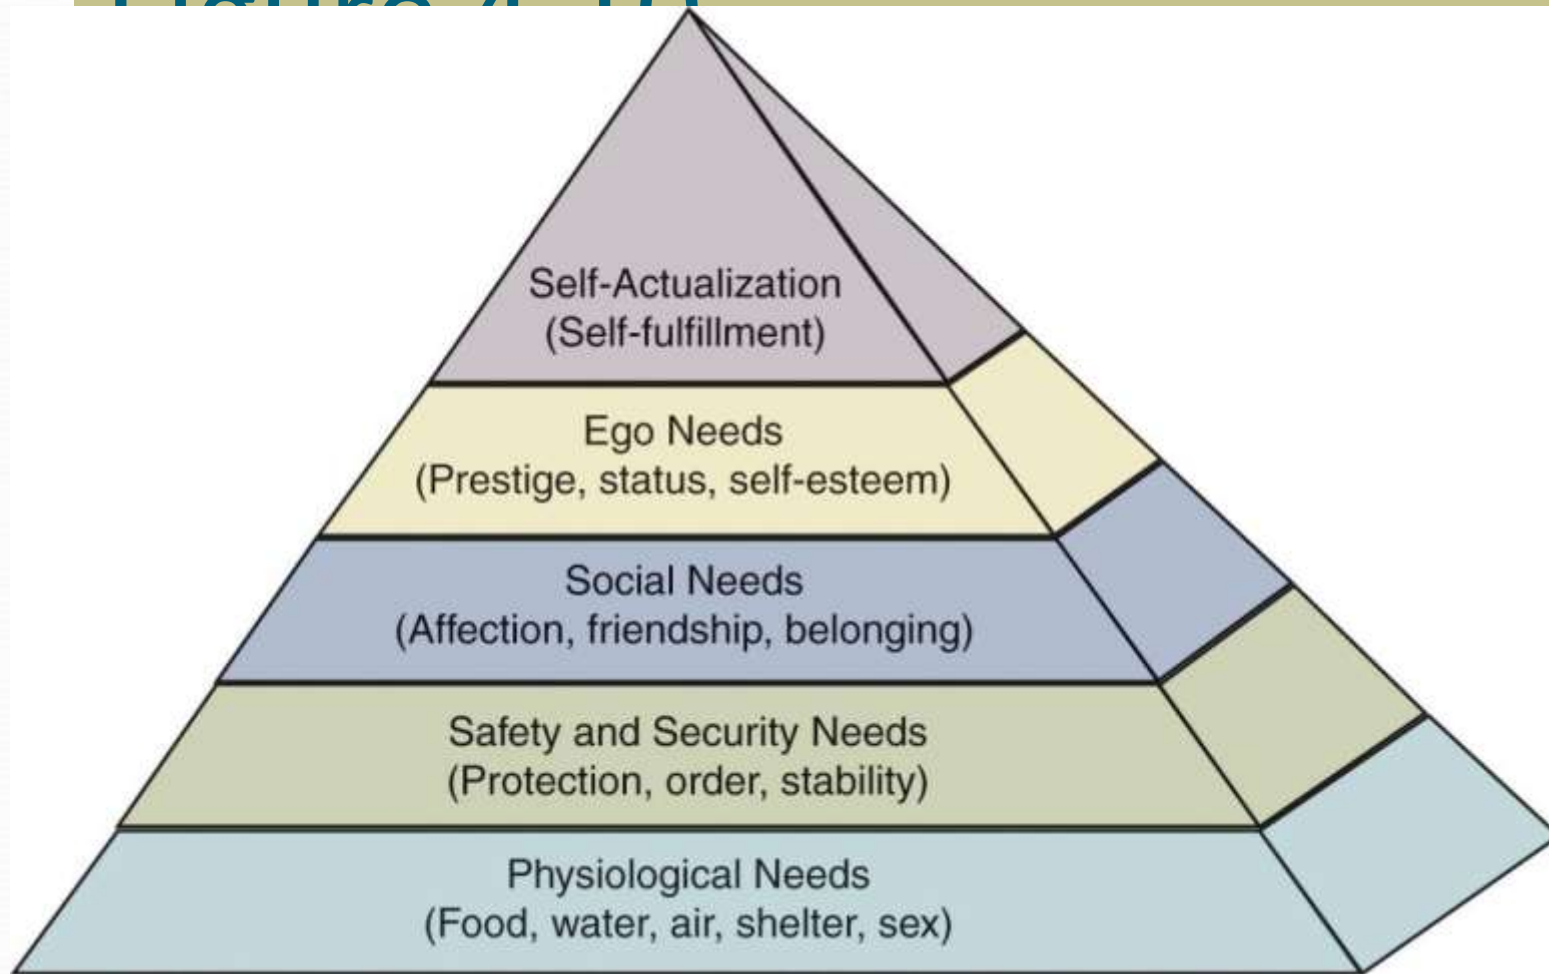 Self-Actualization
(Self-fulfillment)
Ego Needs
(Prestige, status, self-esteem)
Social Needs
(Affection, friendship, belonging)
Safety and Security Needs
(Protection, order, stability)
Physiological Needs
(Food, water, air, shelter, sex)